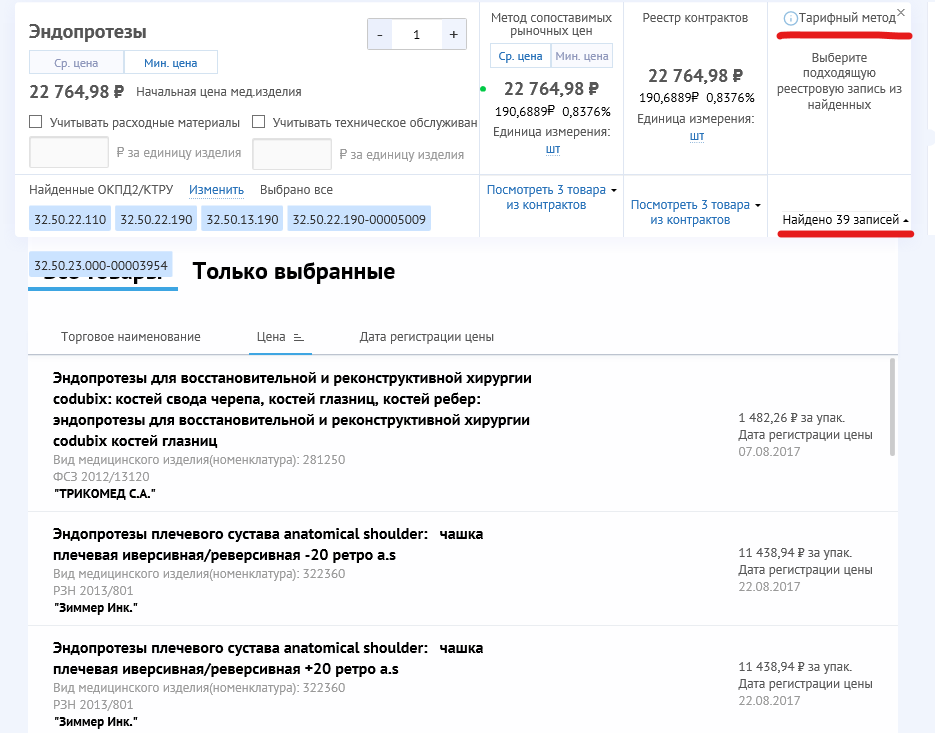 Эндопротезы
- 1 +
Ср. цена Мин. цена
22 764,98 ₽ Начальная цена мед.изделия
Учитывать расходные материалы Учитывать техническое обслуживан
₽ за единицу изделия ₽ за единицу изделия
Метод сопоставимых
рыночных цен
Ср. цена Мин. цена
22 764,98 ₽
190,6889₽ 0,8376%
Единица измерения:
шт
Реестр контрактов
22 764,98 ₽
190,6889₽ 0,8376%
Единица измерения:
шт
Тарифный метод
Выберите
подходящую
реестровую запись из
найденных
Найденные ОКПД2/КТРУ Изменить Выбрано все
32.50.22.110 32.50.22.190 32.50.13.190 32.50.22.190-00005009
32.50.23.000-00003954
Посмотреть 3 товара
из контрактов
Посмотреть 3 товара
из контрактов
Найдено 39 записей
Все товары Только выбранные
Торговое наименование Цена Дата регистрации цены
Эндопротезы для восстановительной и реконструктивной хирургии
codubix: костей свода черепа, костей глазниц, костей ребер:
эндопротезы для восстановительной и реконструктивной хирургии
codubix костей глазниц
Вид медицинского изделия(номенклатура): 281250
ФСЗ 2012/13120
"ТРИКОМЕД С.А."
1 482,26 ₽ за упак.
Дата регистрации цены
07.08.2017
Эндопротезы плечевого сустава anatomical shoulder: чашка
плечевая иверсивная/реверсивная -20 ретро a.s
Вид медицинского изделия(номенклатура): 322360
РЗН 2013/801
"Зиммер Инк."
11 438,94 ₽ за упак.
Дата регистрации цены
22.08.2017
Эндопротезы плечевого сустава anatomical shoulder: чашка
плечевая иверсивная/реверсивная +20 ретро a.s
Вид медицинского изделия(номенклатура): 322360
РЗН 2013/801
"Зиммер Инк."
11 438,94 ₽ за упак.
Дата регистрации цены
22.08.2017